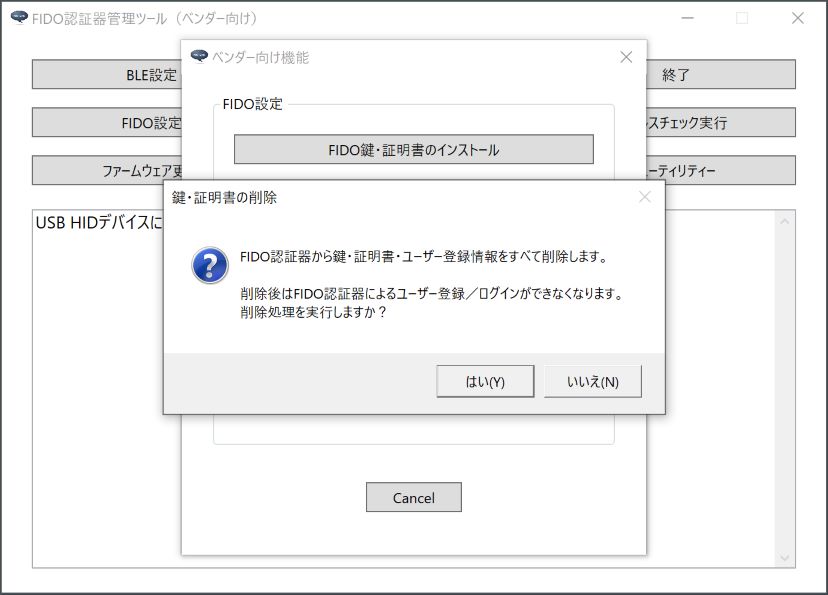 FIDO認証器管理ツール（ベンダー向け）
ベンダー向け機能
BLE設定
終了
FIDO設定
FIDO設定
スチェック実行
FIDO鍵・証明書のインストール
ファームウェア更
ーティリティー
鍵・証明書の削除
USB HIDデバイスに
FIDO認証器から鍵・証明書・ユーザー登録情報をすべて削除します。
削除後はFIDO認証器によるユーザー登録／ログインができなくなります。
削除処理を実行しますか？
はい(Y)
いいえ(N)
Cancel